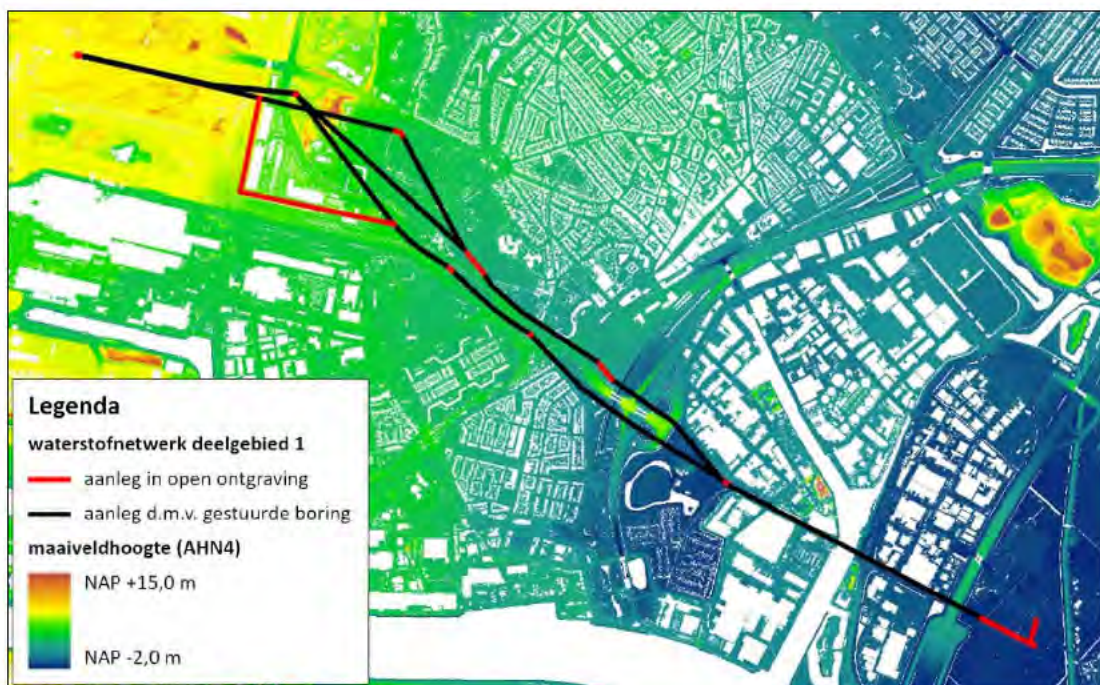 Legenda
waterstofnetwerk deelgebied 1
aanleg in open ontgraving
aanleg d.m.v. gestuurde boring
maaiveldhoogte (AHN4)
NAP +15,0 m
NAP -2,0 m